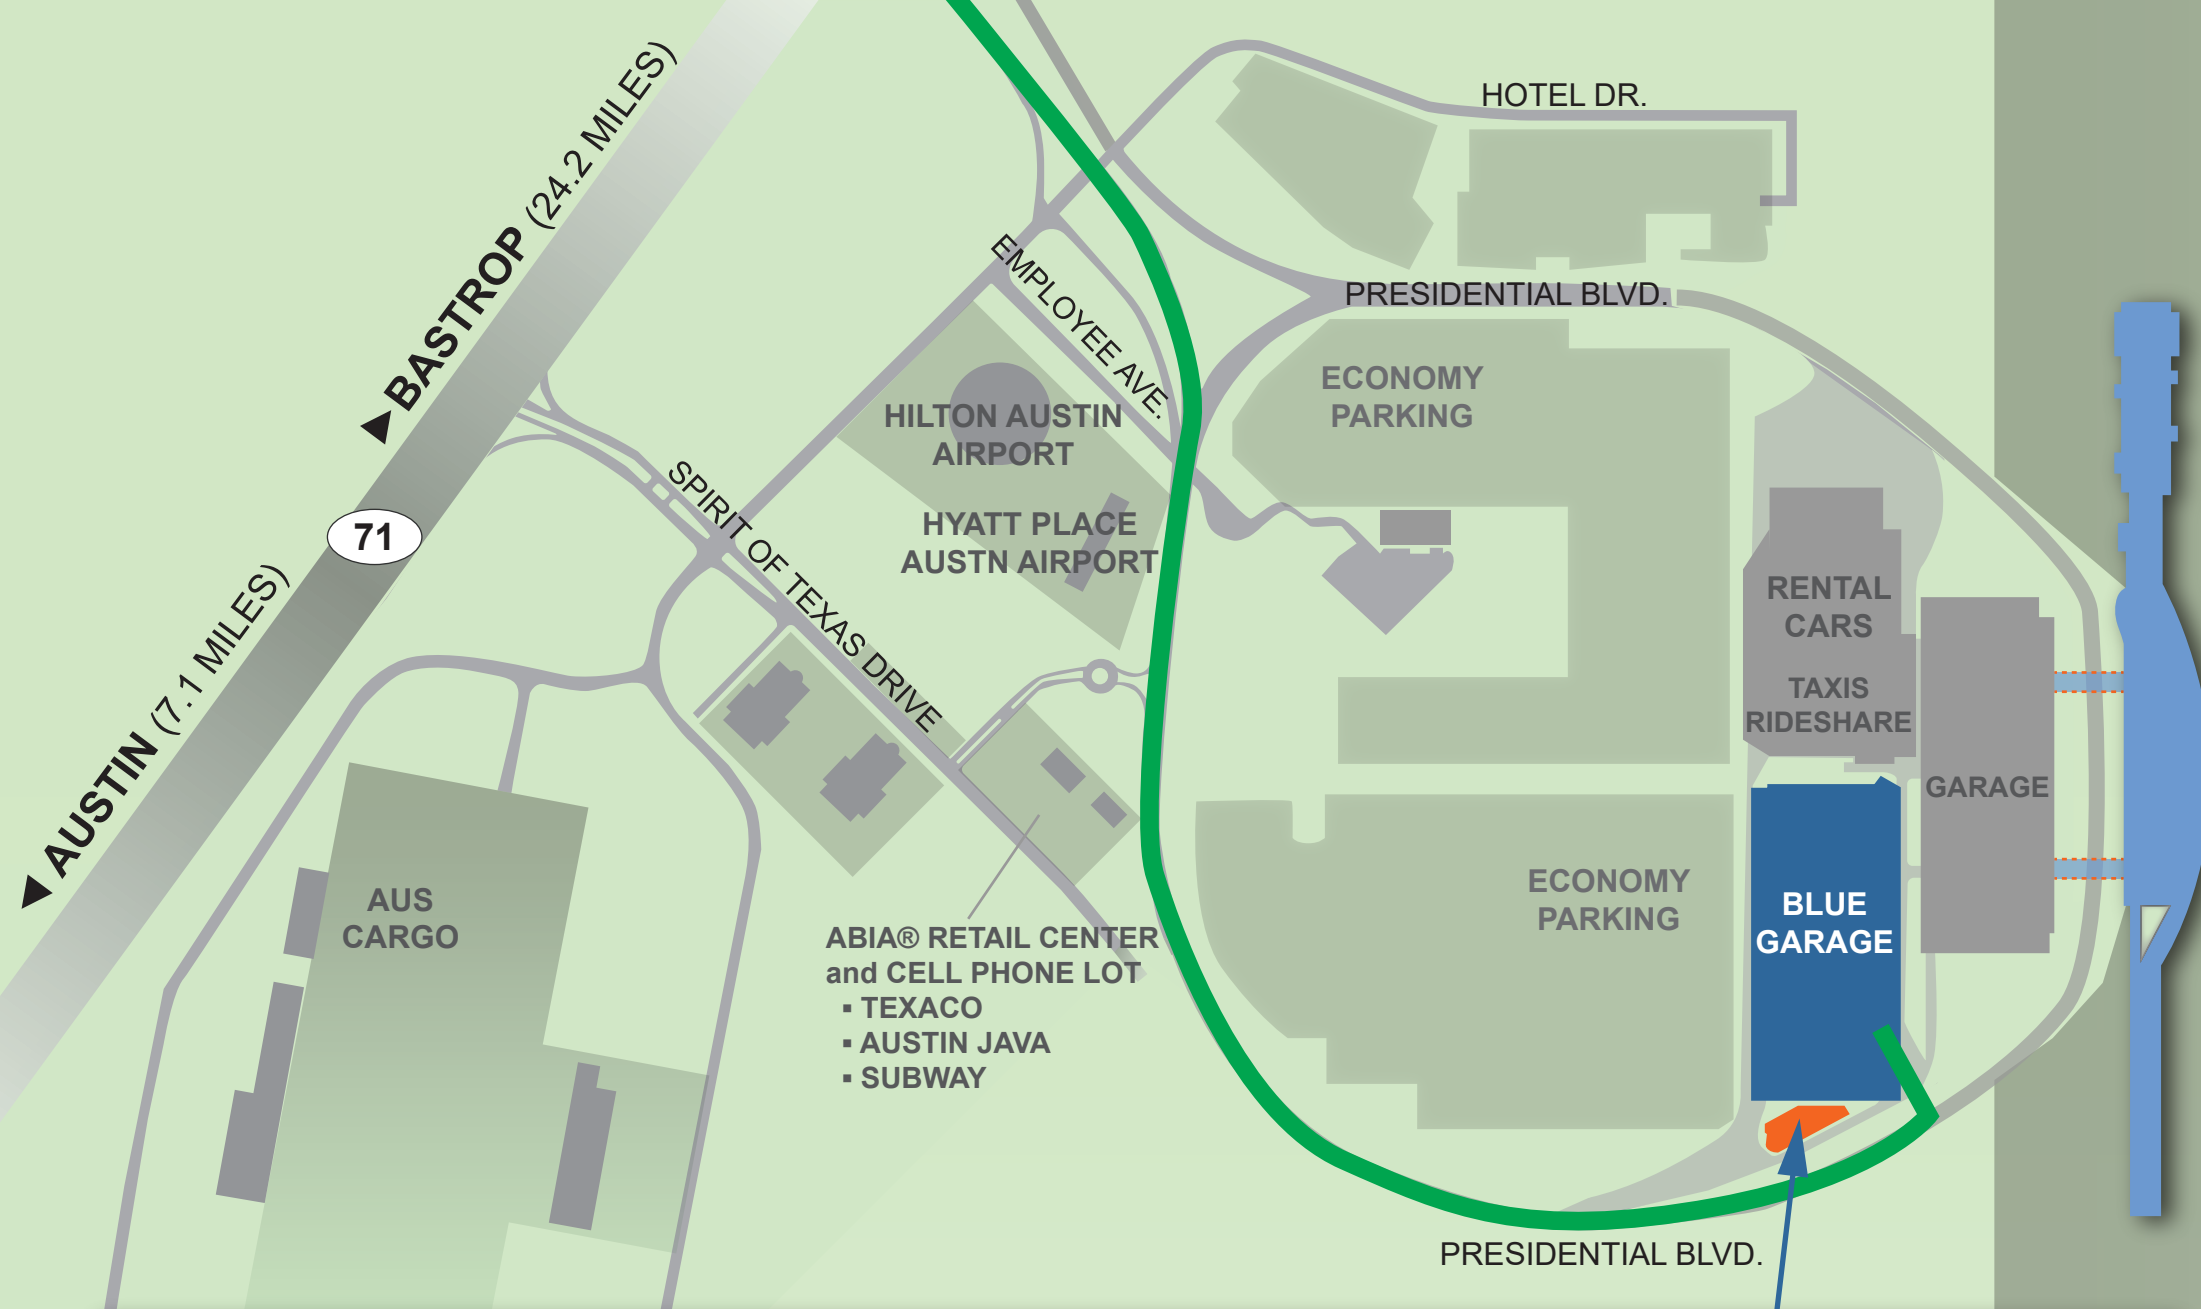 HOTEL DR.
BASTROP (24.2 MILES)
EMPLOYEE AVE.
PRESIDENTIAL BLVD.
ECONOMY
PARKING
HILTON AUSTIN
AIRPORT
HYATT PLACE
AUSTN AIRPORT
SPIRIT OF TEXAS DRIVE
71
AUSTIN (7.1 MILES)
RENTAL
CARS
TAXIS
RIDESHARE
GARAGE
BLUE
GARAGE
ECONOMY
PARKING
AUS
CARGO
ABIA® RETAIL CENTER
and CELL PHONE LOT
▪ TEXACO
▪ AUSTIN JAVA
▪ SUBWAY
PRESIDENTIAL BLVD.